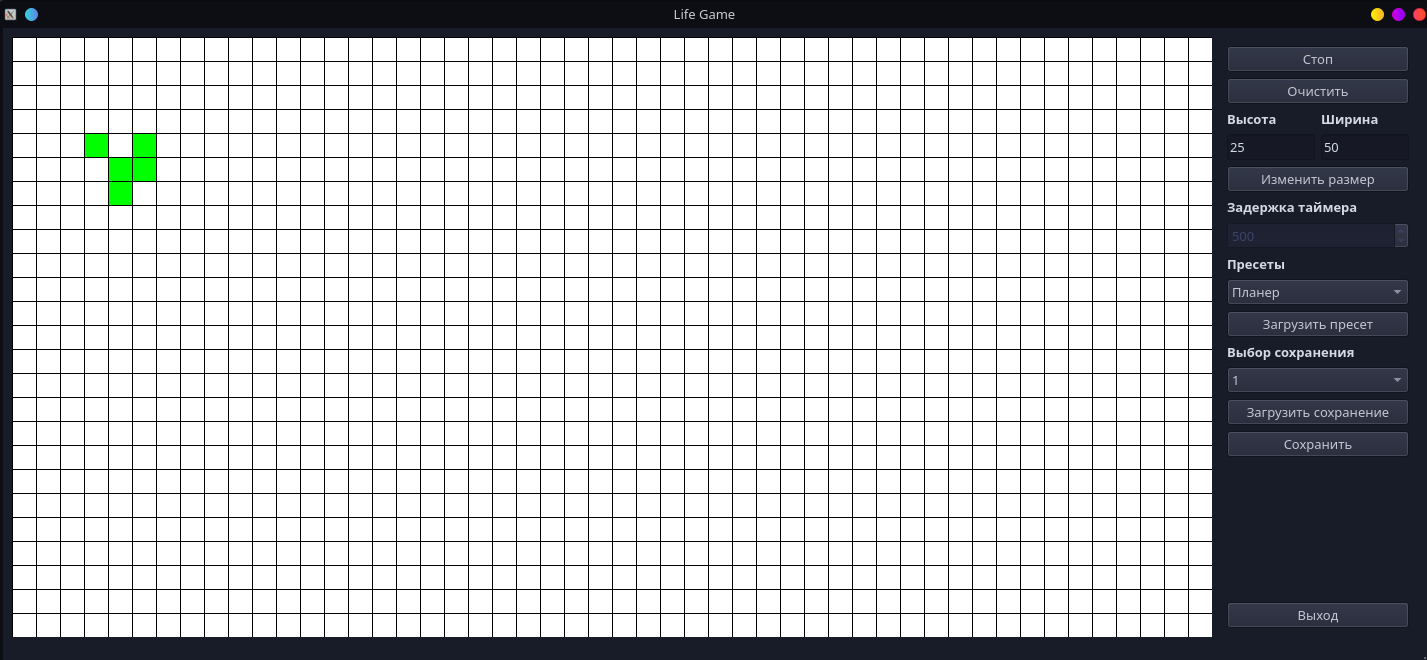 Life Game
Стоп
Очистить
Высота Ширина
25 50
Изменить размер
Задержка таймера
500
Пресеты
Планер
Загрузить пресет
Выбор сохранения
1
Загрузить сохранение
Сохранить
Выход